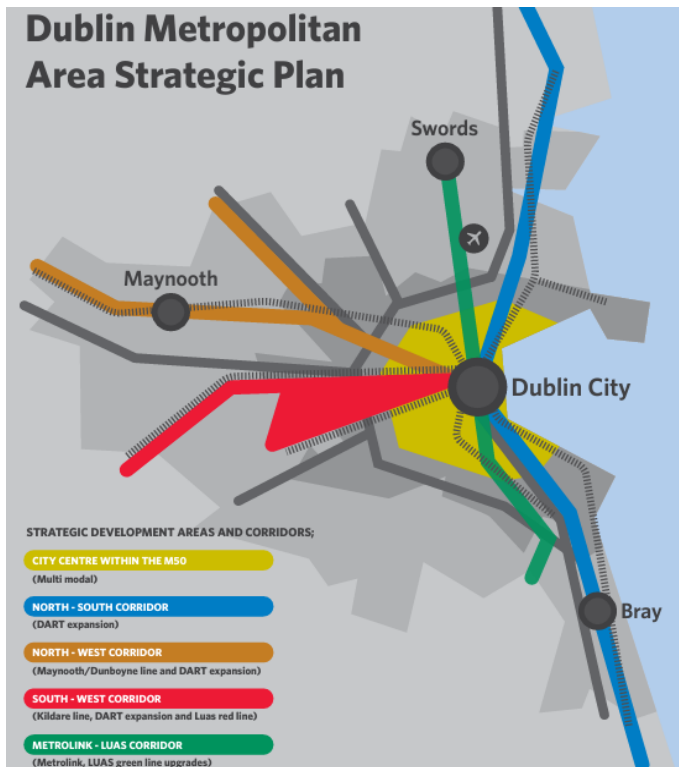 Dublin Metropolitan
Area Strategic Plan
Swords
Maynooth
Dublin City
Bray
STRATEGIC DEVELOPMENT AREAS AND CORRIDORS;
CITY CENTRE WITHIN THE M50
(Multi modal)
NORTH - SOUTH CORRIDOR
(DART expansion)
NORTH - WEST CORRIDOR
(Maynooth/Dunboyne line and DART expansion)
SOUTH - WEST CORRIDOR
(Kildare line, DART expansion and Luas red line)
METROLINK - LUAS CORRIDOR
(Metrolink, LUAS green line upgrades)